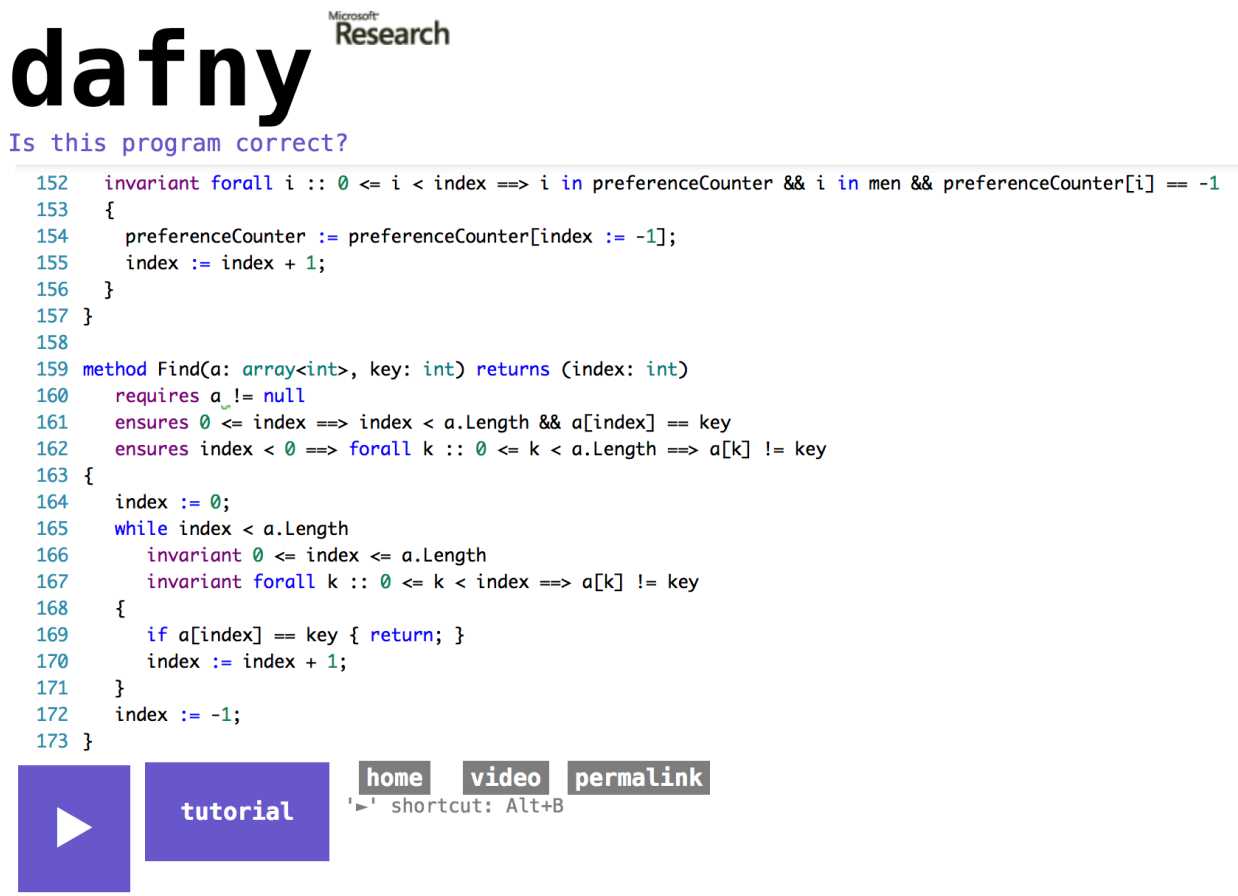 dafny
Microsoft
Research
Is this program correct?
152 invariant forall i :: 0 <= i < index ==> i in preferenceCounter && i in men && preferenceCounter[i] == -1
153 {
154 preferenceCounter := preferenceCounter[index := -1];
155 index := index + 1;
156 }
157 }
158
159 method Find(a: array<int>, key: int) returns (index: int)
160 requires a != null
161 ensures 0 <= index ==> index < a.Length && a[index] == key
162 ensures index < 0 ==> forall k :: 0 <= k < a.Length ==> a[k] != key
163 {
164 index := 0;
165 while index < a.Length
166 invariant 0 <= index <= a.Length
167 invariant forall k :: 0 <= k < index ==> a[k] != key
168 {
169 if a[index] == key { return; }
170 index := index + 1;
171 }
172 index := -1;
173 }
tutorial
home video permalink
'►' shortcut: Alt+B